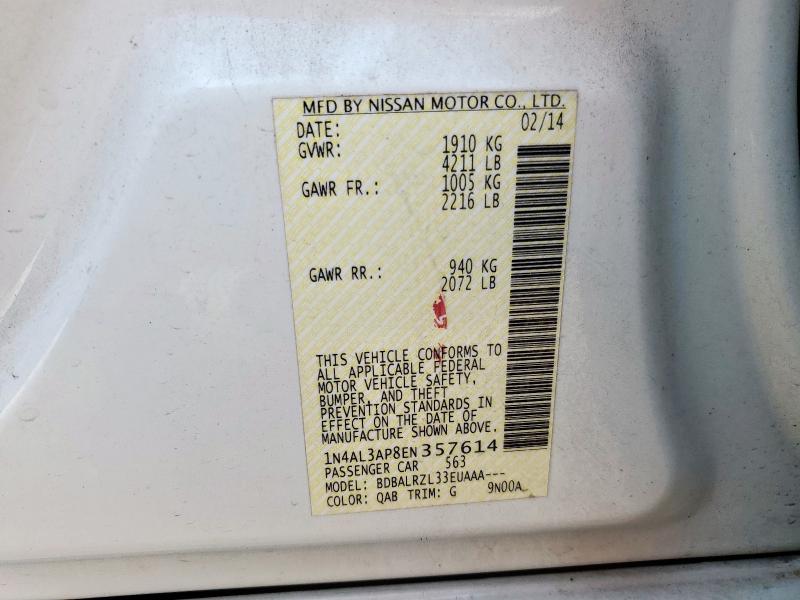 MFD BY NISSAN MOTOR CO., LTD.
DATE: 02/14
GVWR: 1910 KG
4211 LB
GAWR FR.: 1005 KG
2216 LB
GAWR RR.: 940 KG
2072 LB
THIS VEHICLE CONFORMS TO
ALL APPLICABLE FEDERAL
MOTOR VEHICLE SAFETY,
BUMPER, AND THEFT
PREVENTION STANDARDS IN
EFFECT ON THE DATE OF
MANUFACTURE SHOWN ABOVE.
1N4AL3AP8EN357614
PASSENGER CAR 563
MODEL: BDBALRZL33EUAAA---
COLOR: QAB TRIM: G 9N00A